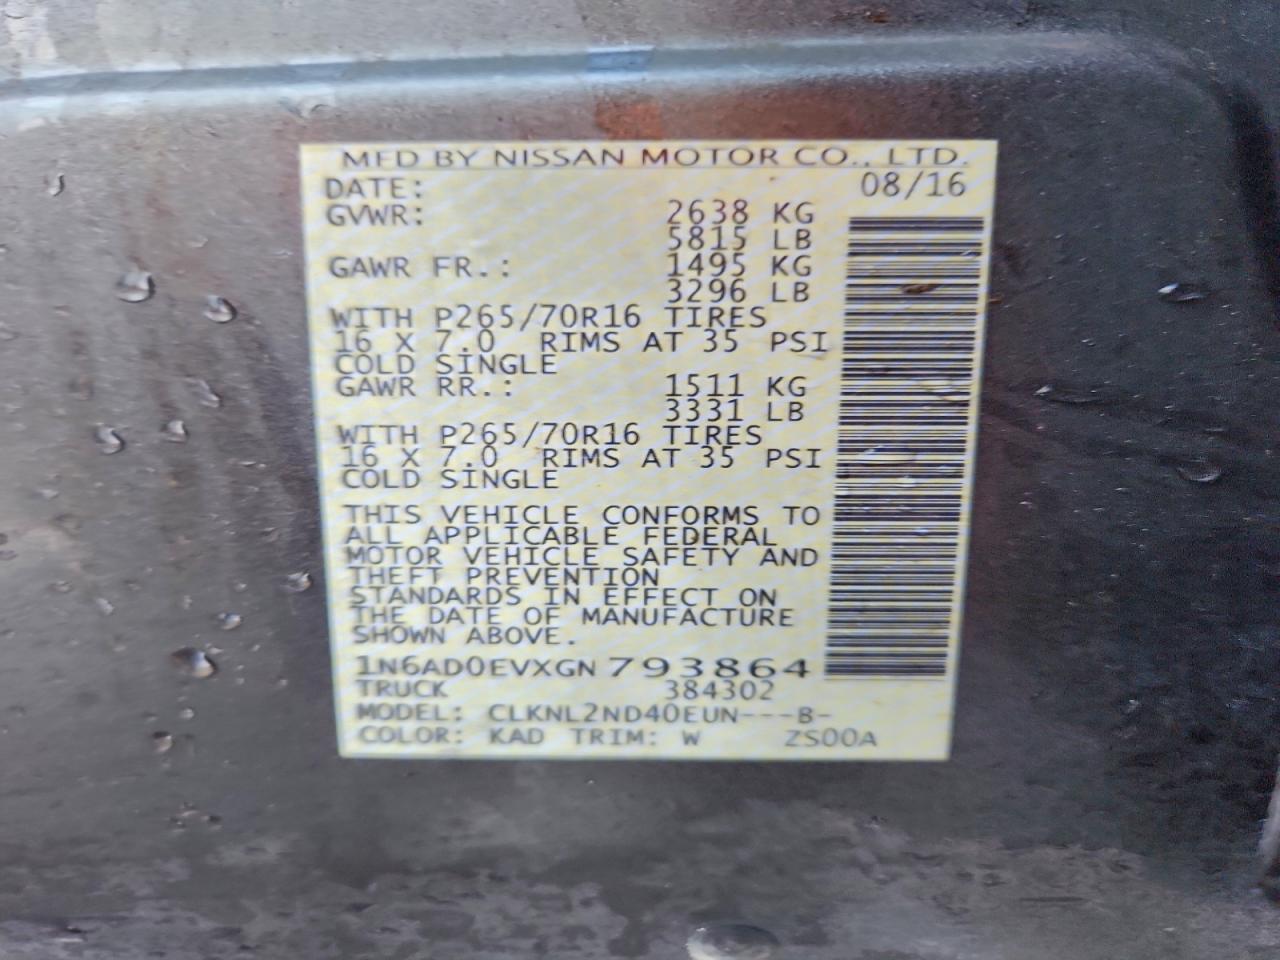 MFD BY NISSAN MOTOR CO., LTD.
DATE: 08/16
GVWR: 2638 KG
5815 LB
GAWR FR.: 1495 KG
3296 LB
WITH P265/70R16 TIRES
16 X 7.0 RIMS AT 35 PSI
COLD SINGLE
GAWR RR.: 1511 KG
3331 LB
WITH P265/70R16 TIRES
16 X 7.0 RIMS AT 35 PSI
COLD SINGLE
THIS VEHICLE CONFORMS TO
ALL APPLICABLE FEDERAL
MOTOR VEHICLE SAFETY AND
THEFT PREVENTION
STANDARDS IN EFFECT ON
THE DATE OF MANUFACTURE
SHOWN ABOVE.
1N6AD0EVXGN793864
TRUCK 384302
MODEL: CLKNL2ND40EUN---B-
COLOR: KAD TRIM: W ZS00A